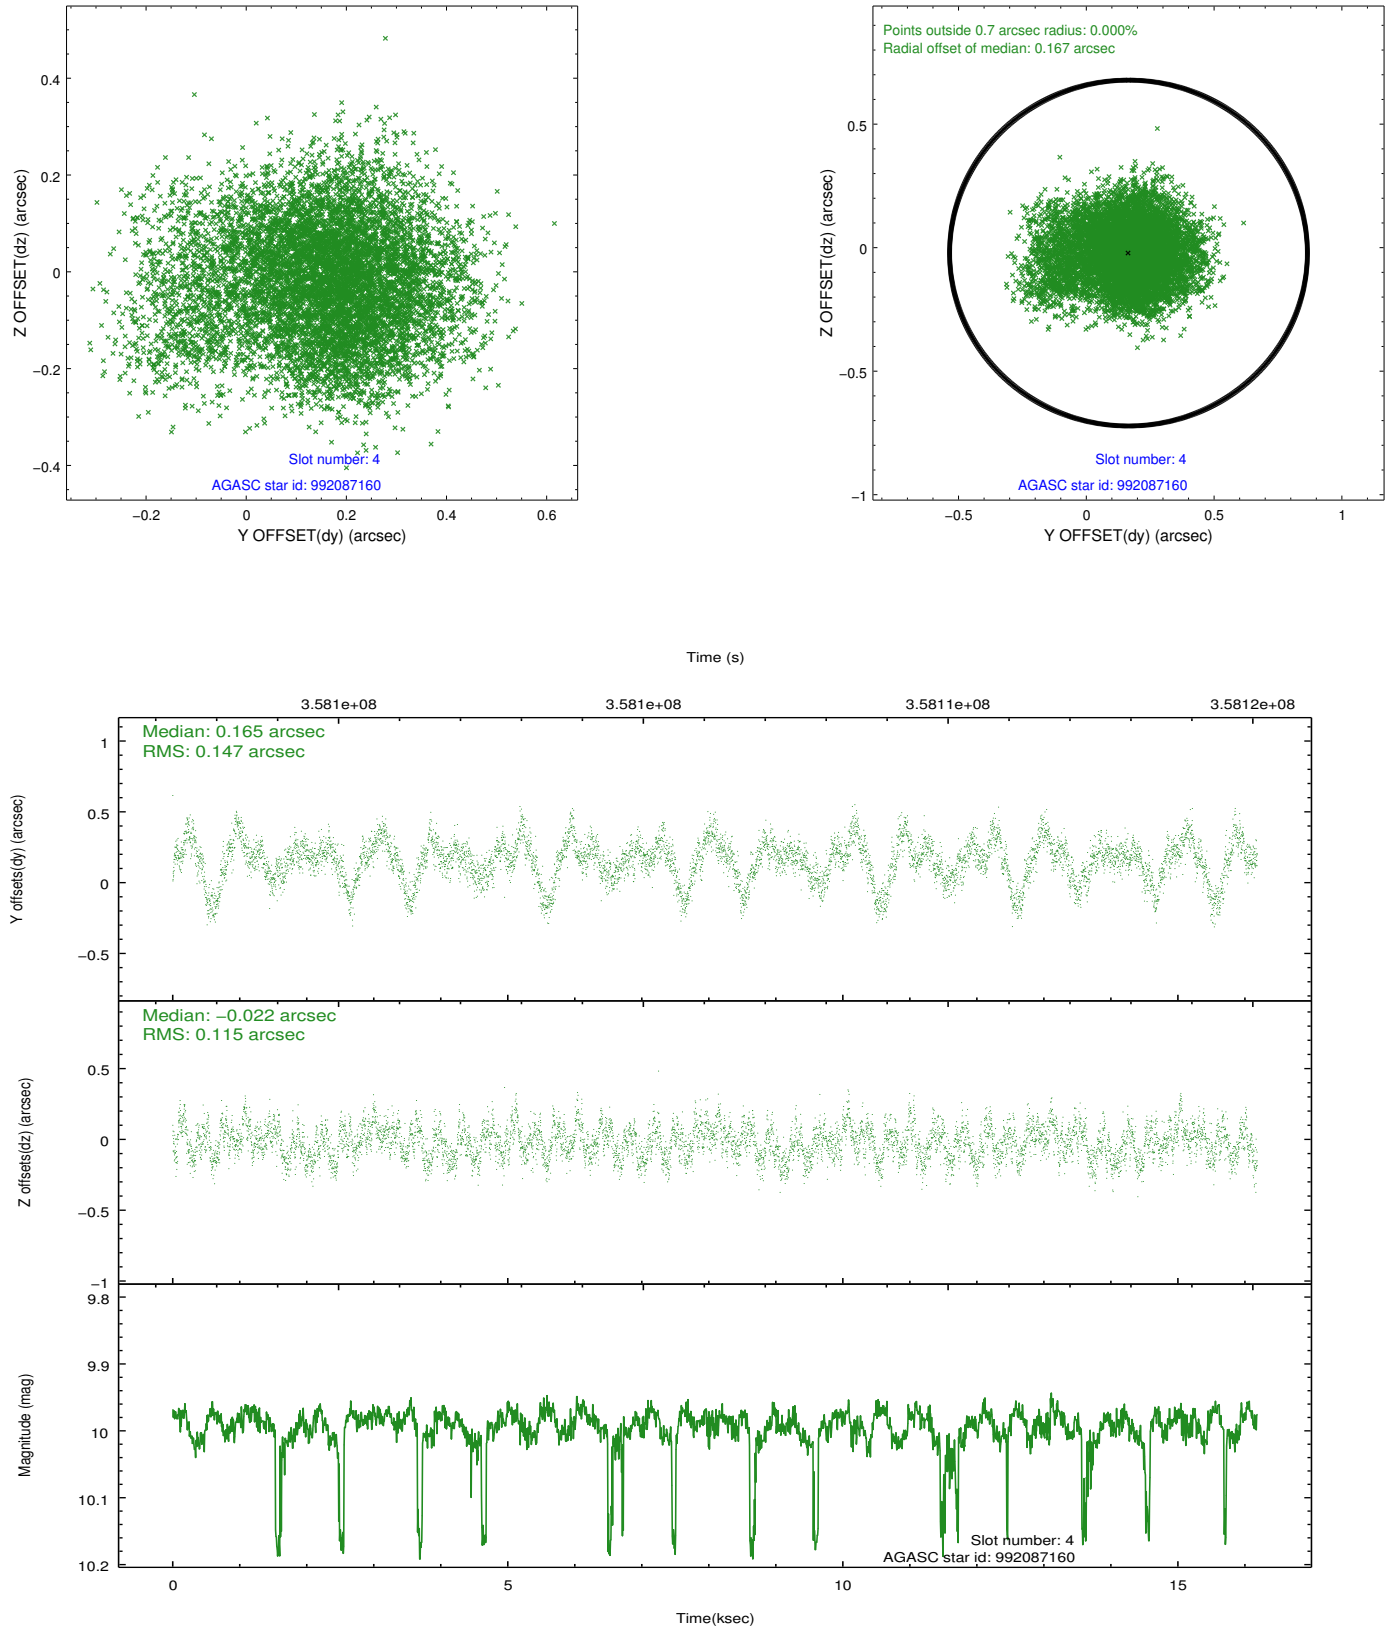 0.4
0.2
0
−0.2
−0.4
Z OFFSET(dz) (arcsec)
Slot number: 4
AGASC star id: 992087160
−0.2 0 0.2 0.4 0.6
Y OFFSET(dy) (arcsec)
Points outside 0.7 arcsec radius: 0.000%
Radial offset of median: 0.167 arcsec
0.5
0
−0.5
−1
Z OFFSET(dz) (arcsec)
Slot number: 4
AGASC star id: 992087160
−0.5 0 0.5 1
Y OFFSET(dy) (arcsec)
Time (s)
3.581e+08 3.581e+08 3.5811e+08 3.5812e+08
Median: 0.165 arcsec
RMS: 0.147 arcsec
1
0.5
0
−0.5
Y offsets(dy) (arcsec)
Median: −0.022 arcsec
RMS: 0.115 arcsec
0.5
0
−0.5
−1
Z offsets(dz) (arcsec)
9.8
9.9
10
10.1
10.2
Magnitude (mag)
Slot number: 4
AGASC star id: 992087160
0 5 10 15
Time(ksec)